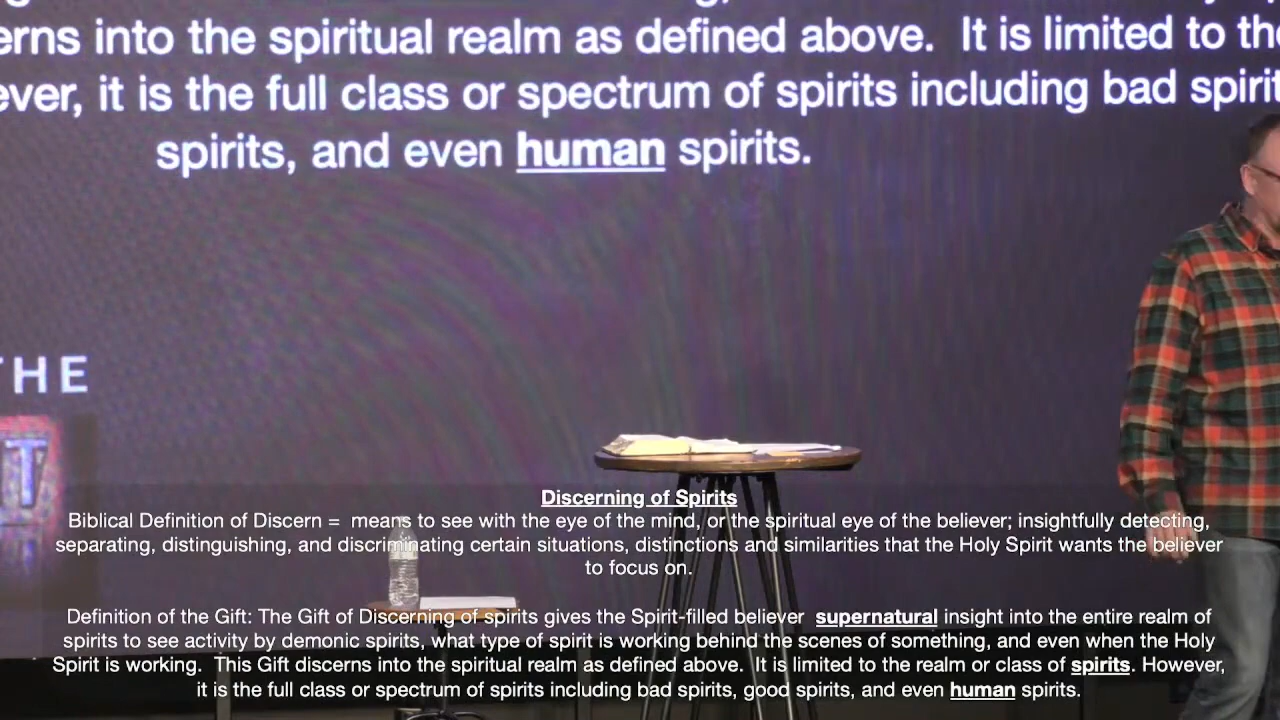 erns into the spiritual realm as defined above. It is limited to the
ever, it is the full class or spectrum of spirits including bad spirit
spirits, and even human spirits.
THE
T
Discerning of Spirits
Biblical Definition of Discern = means to see with the eye of the mind, or the spiritual eye of the believer; insightfully detecting,
separating, distinguishing, and discriminating certain situations, distinctions and similarities that the Holy Spirit wants the believer
to focus on.
Definition of the Gift: The Gift of Discerning of spirits gives the Spirit-filled believer supernatural insight into the entire realm of
spirits to see activity by demonic spirits, what type of spirit is working behind the scenes of something, and even when the Holy
Spirit is working. This Gift discerns into the spiritual realm as defined above. It is limited to the realm or class of spirits. However,
it is the full class or spectrum of spirits including bad spirits, good spirits, and even human spirits.